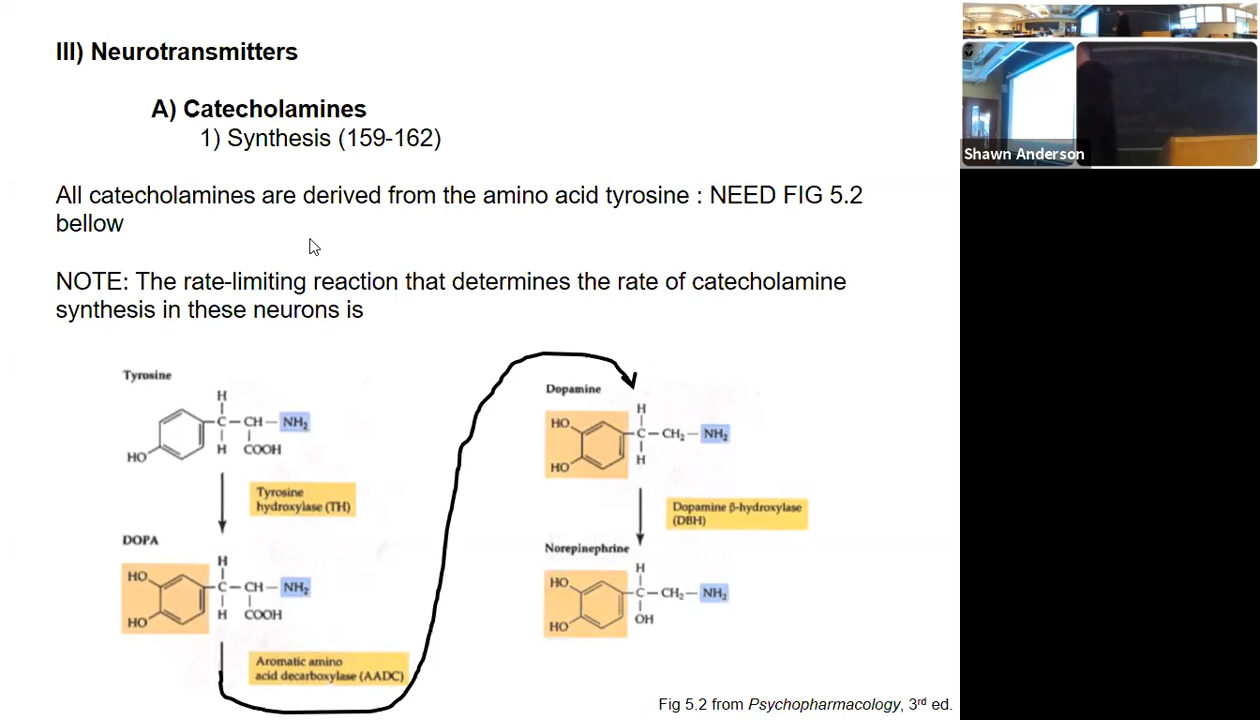 III) Neurotransmitters
A) Catecholamines
1) Synthesis (159-162)
All catecholamines are derived from the amino acid tyrosine : NEED FIG 5.2
bellow
NOTE: The rate-limiting reaction that determines the rate of catecholamine
synthesis in these neurons is
Tyrosine
H
C – CH – NH₂
H COOH
HO
Tyrosine
hydroxylase (TH)
DOPA
H
HO
C – CH – NH₂
H COOH
HO
Aromatic amino
acid decarboxylase (AADC)
Dopamine
H
HO
C – CH₂ – NH₂
H
HO
Dopamine β-hydroxylase
(DBH)
Norepinephrine
H
HO
C – CH₂ – NH₂
OH
HO
Fig 5.2 from Psychopharmacology, 3rd ed.
Shawn Anderson